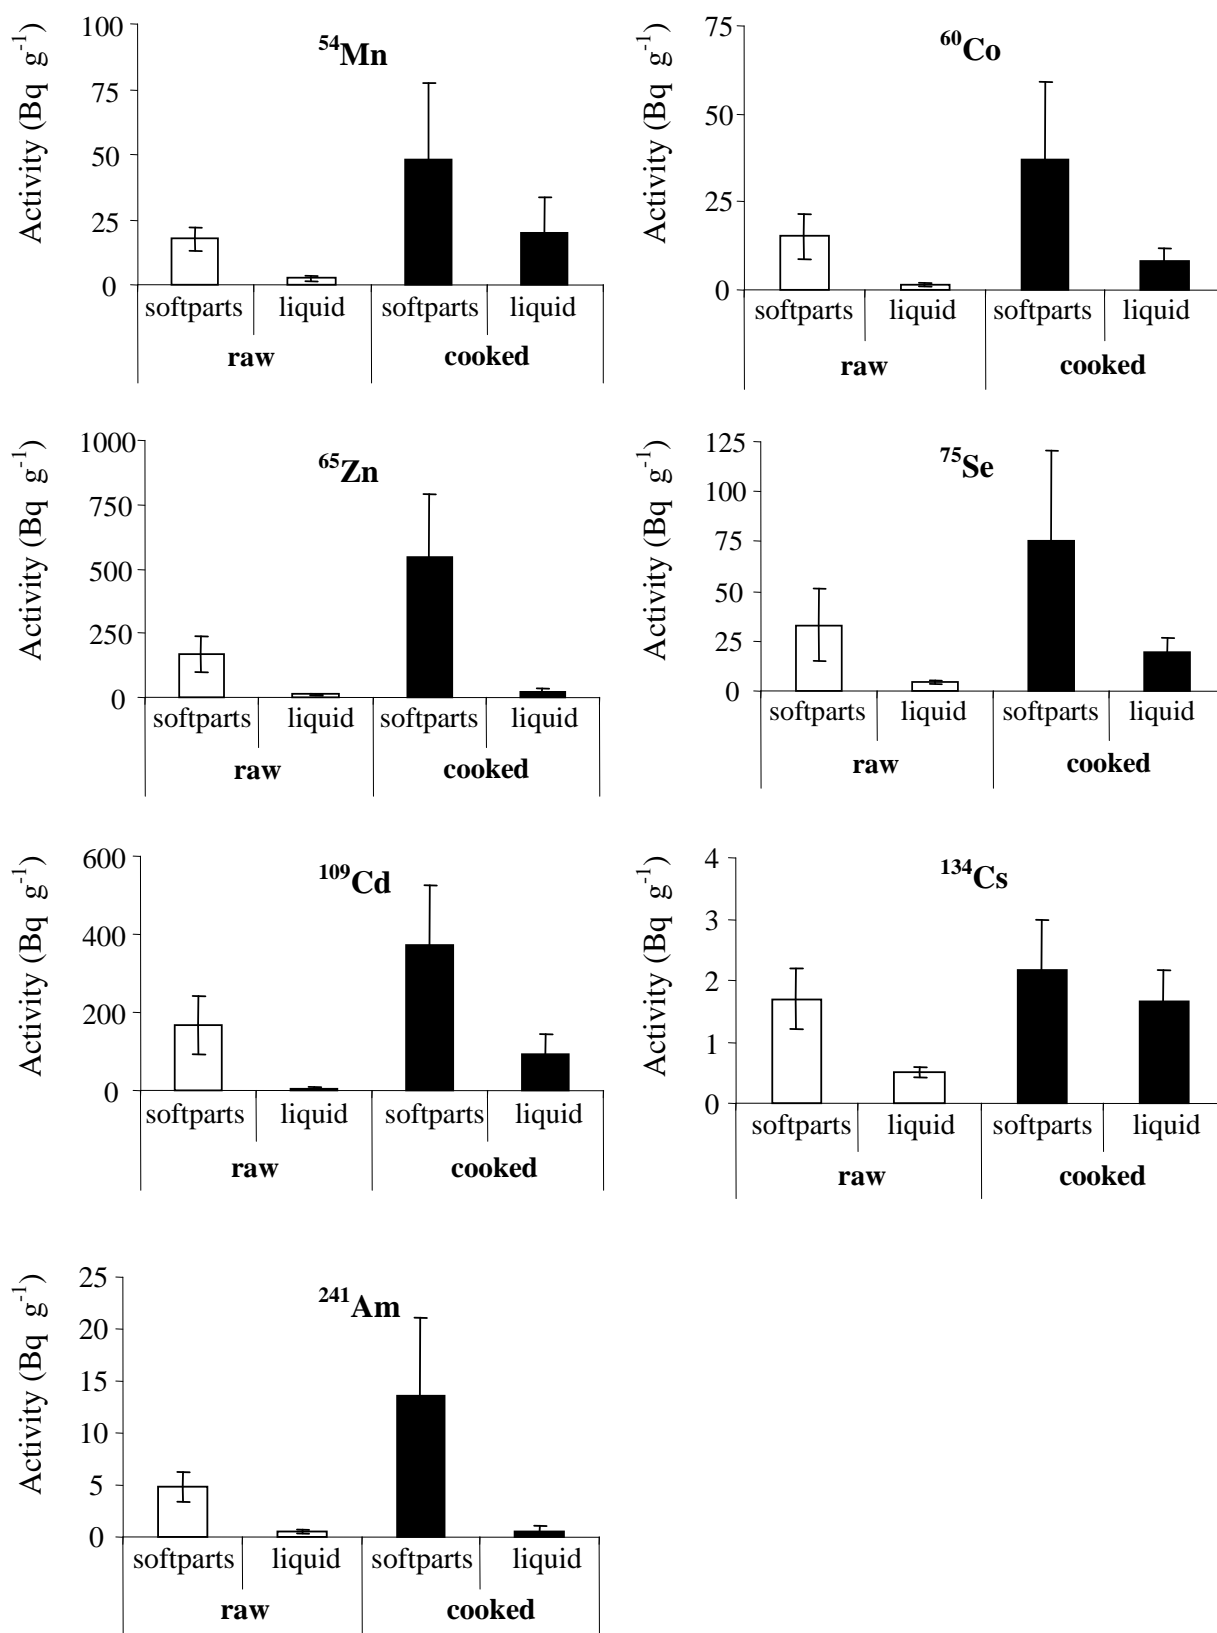 Activity (Bq g⁻¹)
⁵⁴Mn
100
75
50
25
0
softparts liquid softparts liquid
raw cooked
Activity (Bq g⁻¹)
⁶⁰Co
75
50
25
0
softparts liquid softparts liquid
raw cooked
Activity (Bq g⁻¹)
⁶⁵Zn
1000
750
500
250
0
softparts liquid softparts liquid
raw cooked
Activity (Bq g⁻¹)
⁷⁵Se
125
100
75
50
25
0
softparts liquid softparts liquid
raw cooked
Activity (Bq g⁻¹)
¹⁰⁹Cd
600
400
200
0
softparts liquid softparts liquid
raw cooked
Activity (Bq g⁻¹)
¹³⁴Cs
4
3
2
1
0
softparts liquid softparts liquid
raw cooked
Activity (Bq g⁻¹)
²⁴¹Am
25
20
15
10
5
0
softparts liquid softparts liquid
raw cooked